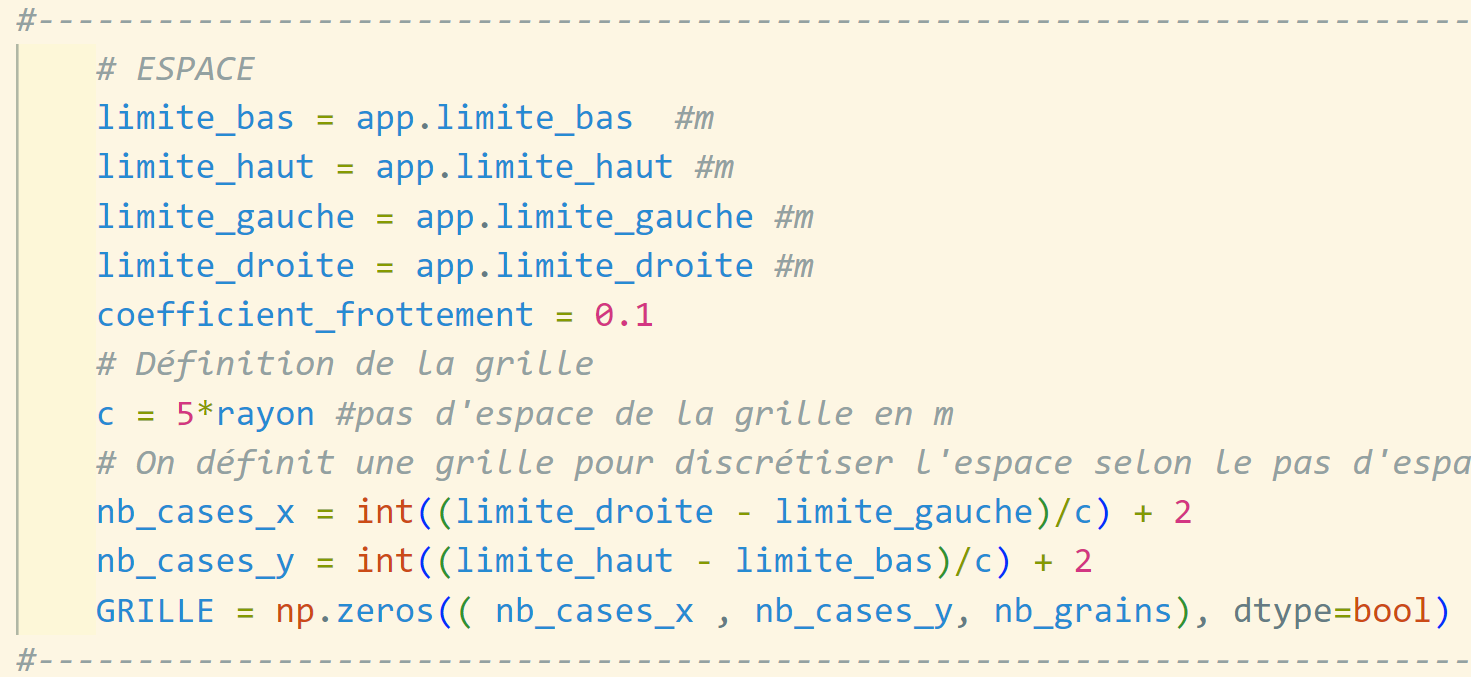 #------------------------------------------------------------------------
# ESPACE
limite_bas = app.limite_bas  #m
limite_haut = app.limite_haut #m
limite_gauche = app.limite_gauche #m
limite_droite = app.limite_droite #m
coefficient_frottement = 0.1
# Définition de la grille
c = 5*rayon #pas d'espace de la grille en m
# On définit une grille pour discrétiser l'espace selon le pas d'espa
nb_cases_x = int((limite_droite - limite_gauche)/c) + 2
nb_cases_y = int((limite_haut - limite_bas)/c) + 2
GRILLE = np.zeros(( nb_cases_x , nb_cases_y, nb_grains), dtype=bool)
#------------------------------------------------------------------------